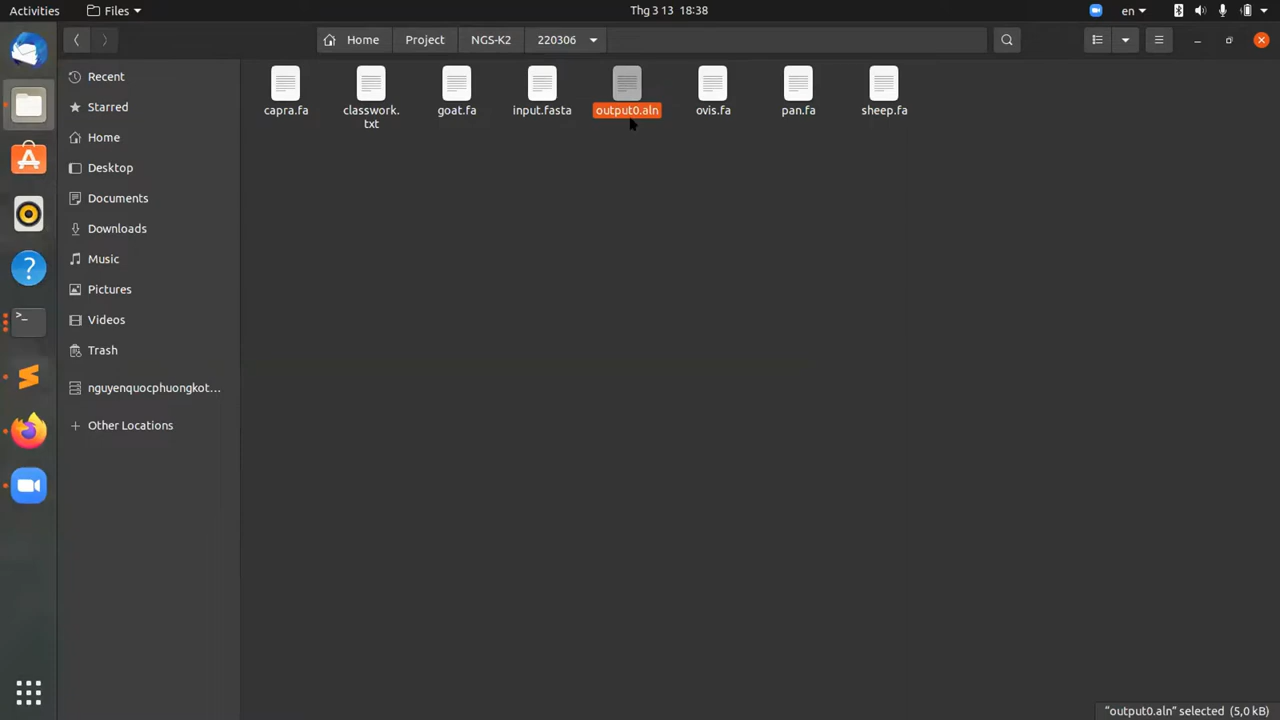 Activities
Files
Thg 3 13 18:38
en
Home
Project
NGS-K2
220306
Recent
Starred
Home
Desktop
Documents
Downloads
Music
Pictures
Videos
Trash
nguyenquocphuongkot...
Other Locations
capra.fa
classwork.
txt
goat.fa
input.fasta
output0.aln
ovis.fa
pan.fa
sheep.fa
"output0.aln" selected (5,0 kB)